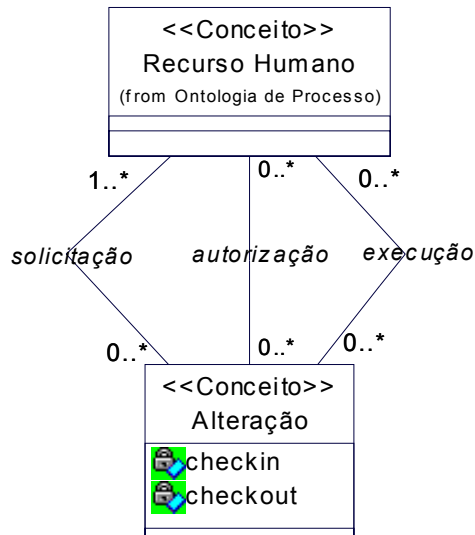 <<Conceito>>
Recurso Humano
(from Ontologia de Processo)
1..*
0..*
0..*
solicitação
autorização
execução
0..*
0..*
0..*
<<Conceito>>
Alteração
checkin
checkout